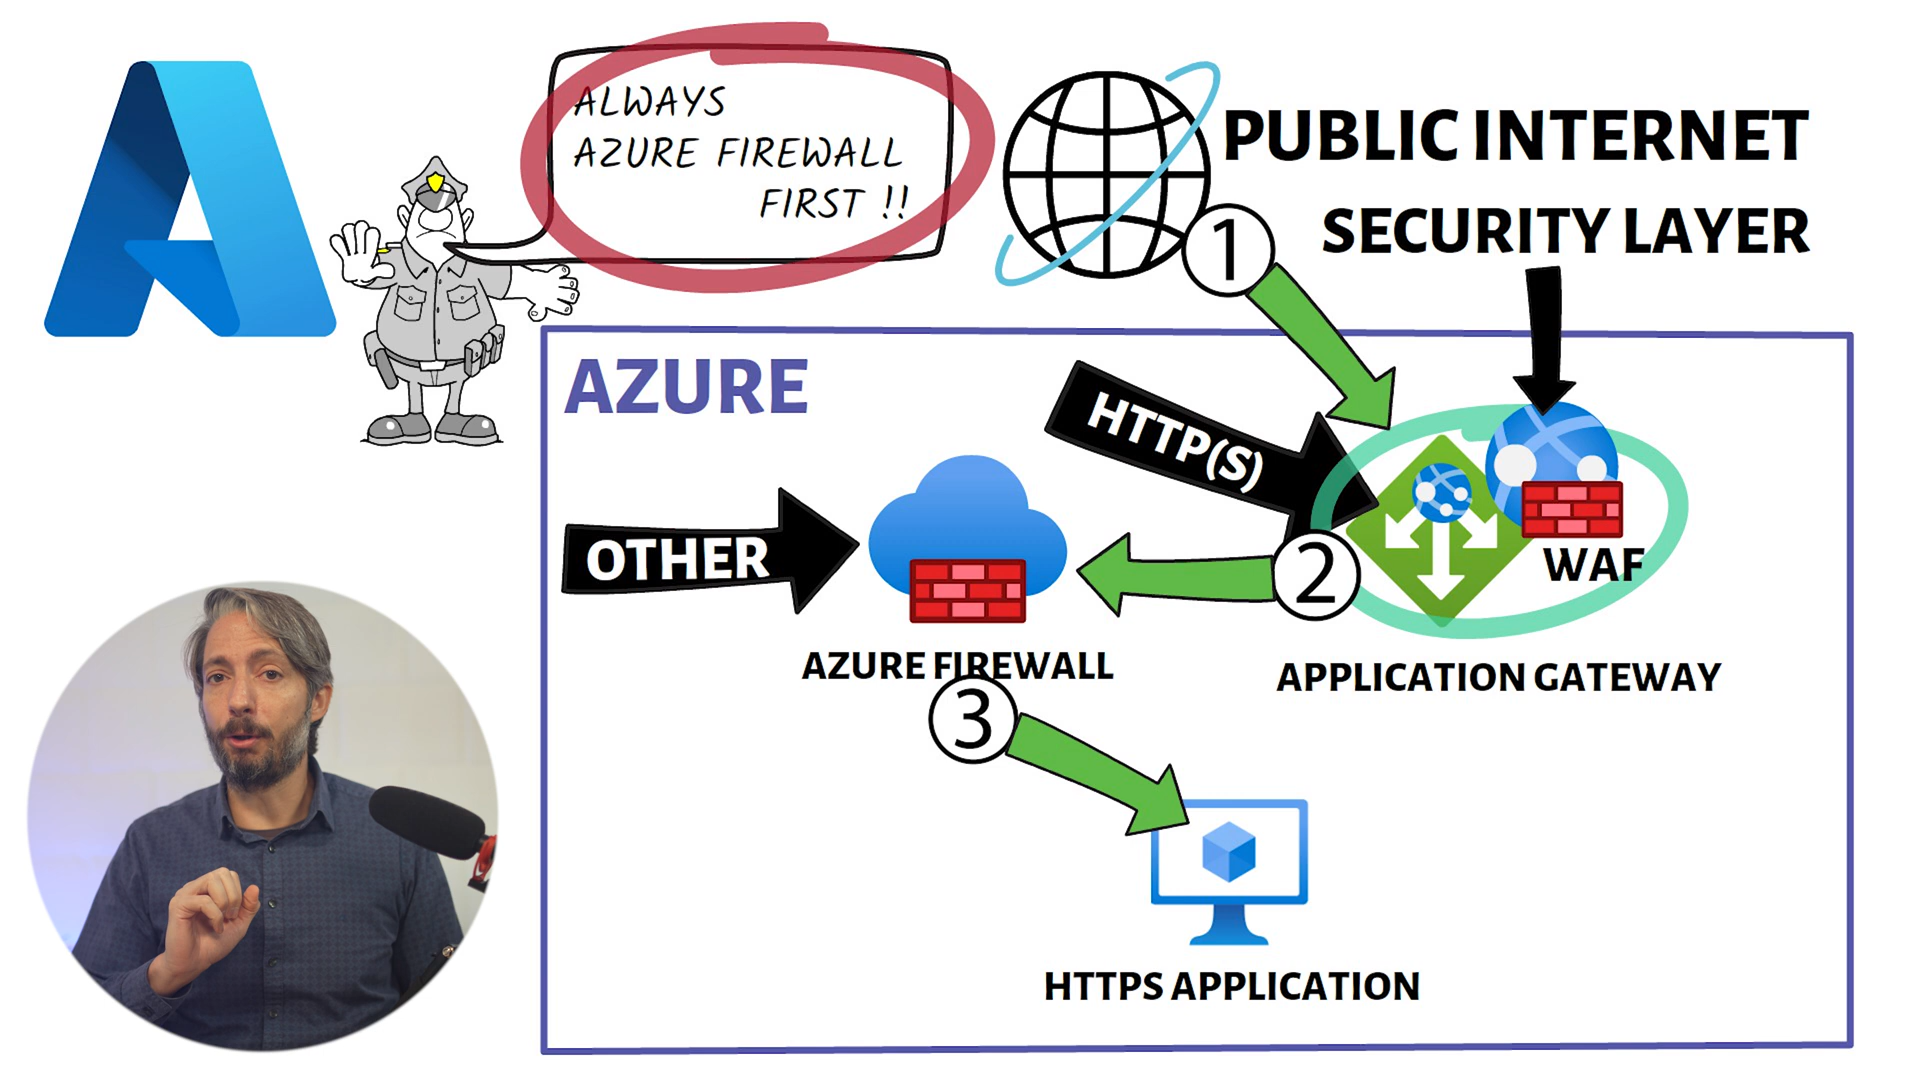 ALWAYS
AZURE FIREWALL
FIRST !!
PUBLIC INTERNET
SECURITY LAYER
1
AZURE
HTTP(S)
OTHER
2
WAF
AZURE FIREWALL
APPLICATION GATEWAY
3
HTTPS APPLICATION